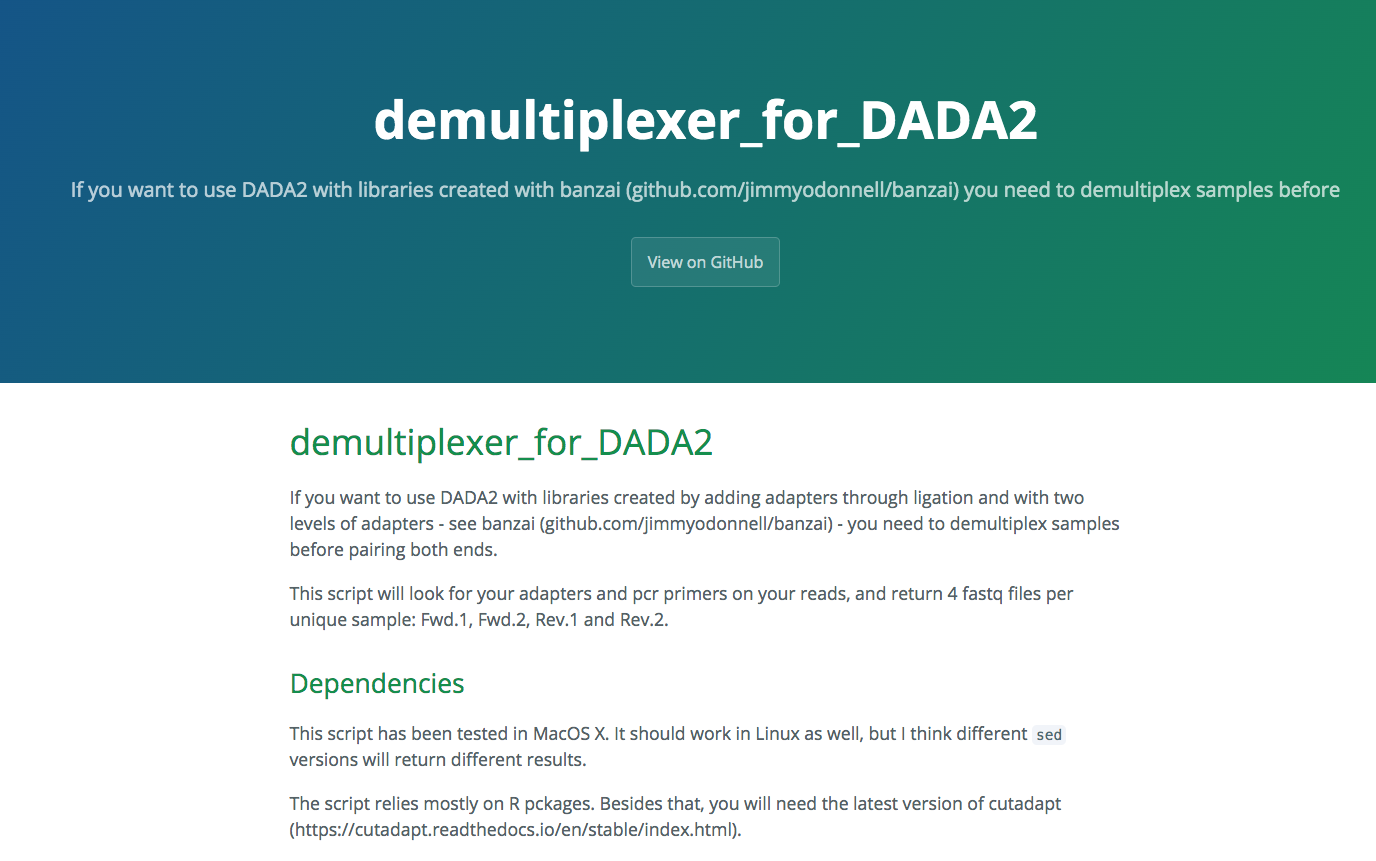 demultiplexer_for_DADA2
If you want to use DADA2 with libraries created with banzai (github.com/jimmyodonnell/banzai) you need to demultiplex samples before
View on GitHub
demultiplexer_for_DADA2
If you want to use DADA2 with libraries created by adding adapters through ligation and with two
levels of adapters - see banzai (github.com/jimmyodonnell/banzai) - you need to demultiplex samples
before pairing both ends.
This script will look for your adapters and pcr primers on your reads, and return 4 fastq files per
unique sample: Fwd.1, Fwd.2, Rev.1 and Rev.2.
Dependencies
This script has been tested in MacOS X. It should work in Linux as well, but I think different sed
versions will return different results.
The script relies mostly on R pckages. Besides that, you will need the latest version of cutadapt
(https://cutadapt.readthedocs.io/en/stable/index.html).